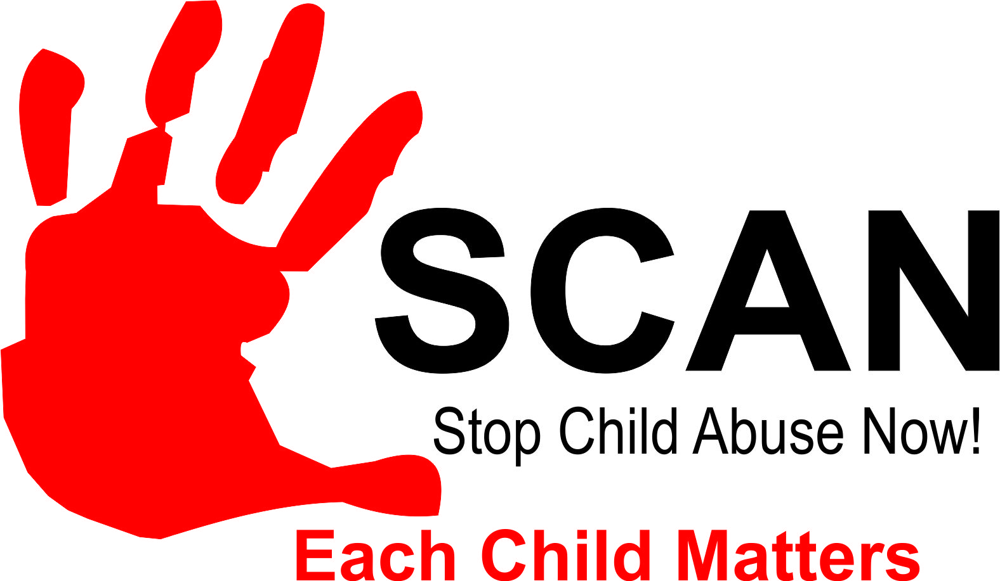 SCAN
Stop Child Abuse Now!
Each Child Matters